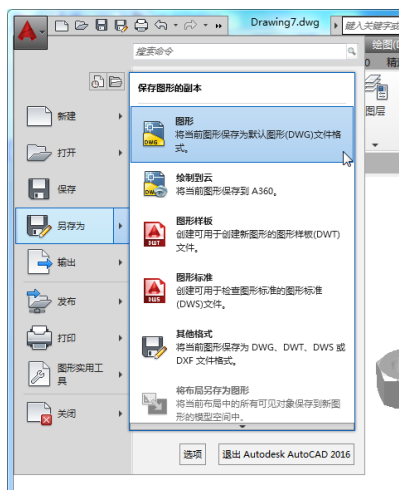 Drawing7.dwg
键入关键字或
搜索命令
绘图(D
保存图形的副本
精
图形
将当前图形保存为默认图形(DWG)文件格
式。
新建
图层
打开
绘制到云
将当前图形保存到 A360。
保存
图形样板
创建可用于创建新图形的图形样板(DWT)
文件。
另存为
输出
图形标准
创建可用于检查图形标准的图形标准
(DWS)文件。
发布
打印
其他格式
将当前图形保存为 DWG、DWT、DWS 或
DXF 文件格式。
图形实用工
具
将布局另存为图形
将当前布局中的所有可见对象保存到新图
形的模型空间中。
关闭
选项
退出 Autodesk AutoCAD 2016
DWG
DWG
DWT
DWS